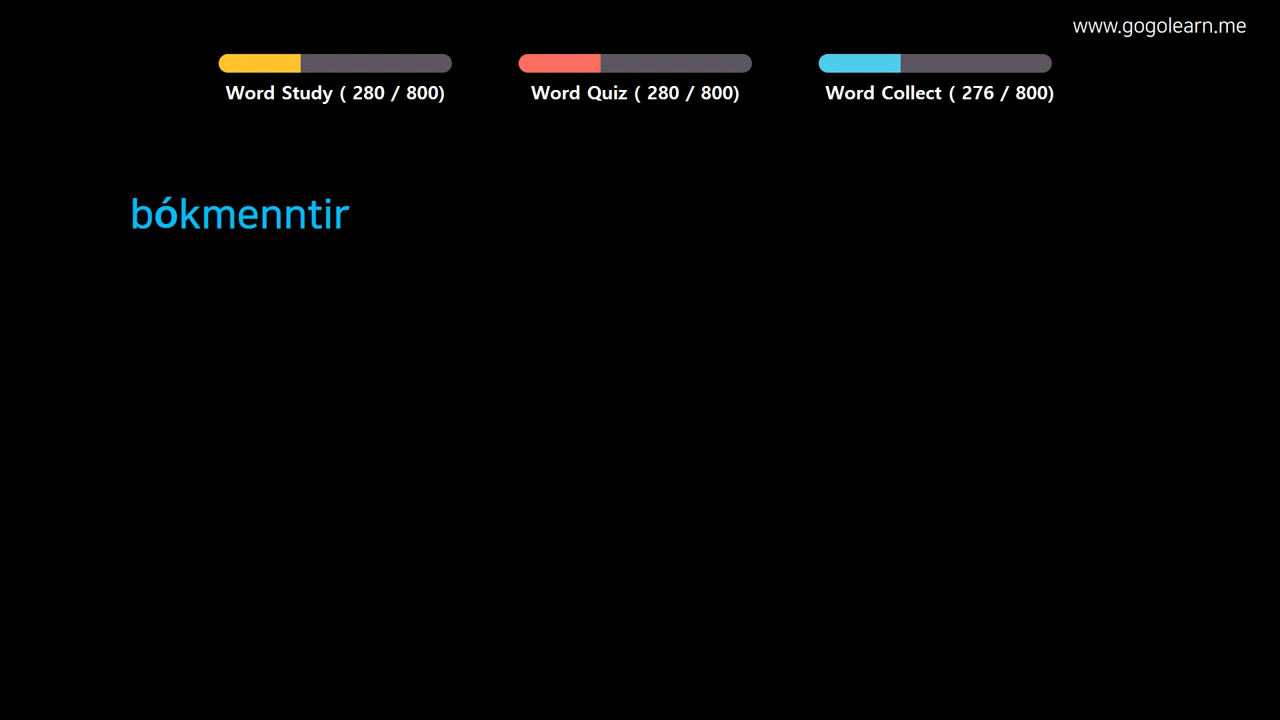 www.gogolearn.me
Word Study ( 280 / 800)
Word Quiz ( 280 / 800)
Word Collect ( 276 / 800)
bókmenntir